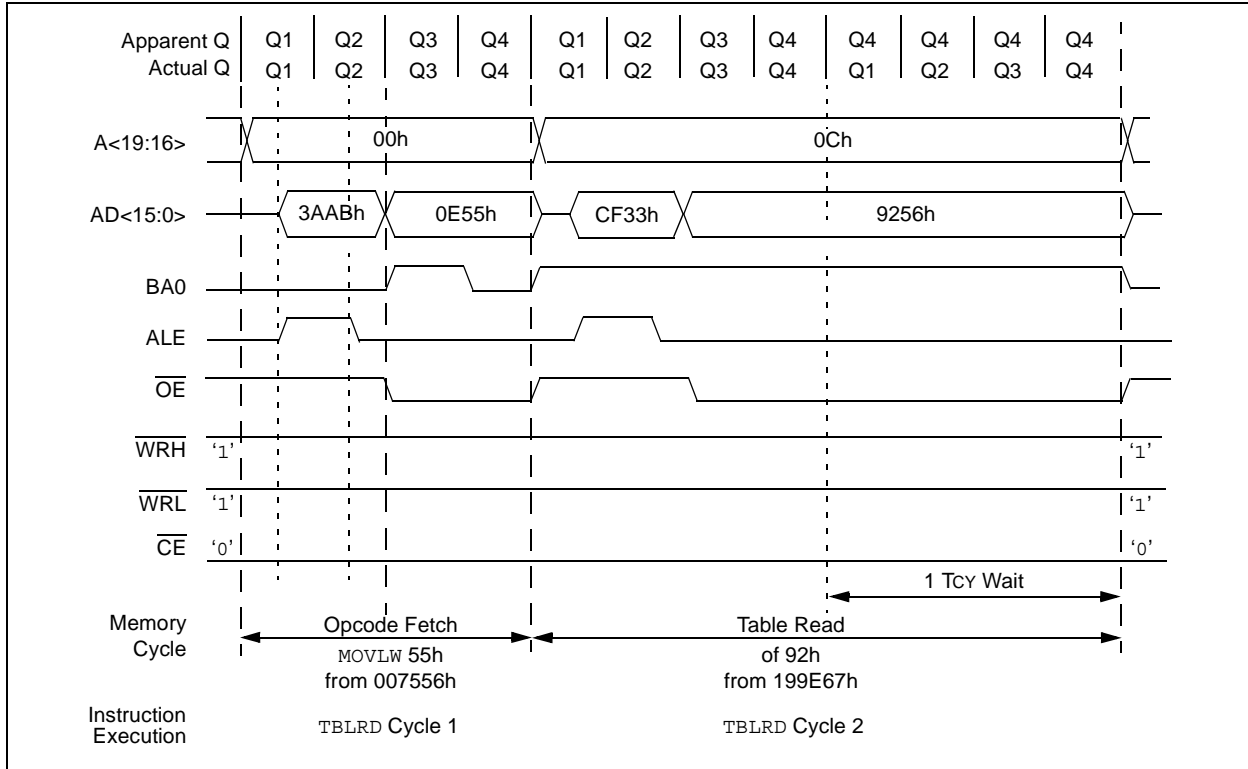 Apparent Q Q1 Q2 Q3 Q4 Q1 Q2 Q3 Q4 Q4 Q4 Q4 Q4
Actual Q Q1 Q2 Q3 Q4 Q1 Q2 Q3 Q4 Q1 Q2 Q3 Q4
A<19:16> 00h 0Ch
AD<15:0> 3AABh 0E55h CF33h 9256h
BA0
ALE
OE
WRH '1' '1'
WRL '1' '1'
CE '0' '0'
1 TCY Wait
Memory
Cycle
Opcode Fetch
MOVLW 55h
from 007556h
Table Read
of 92h
from 199E67h
Instruction
Execution
TBLRD Cycle 1
TBLRD Cycle 2